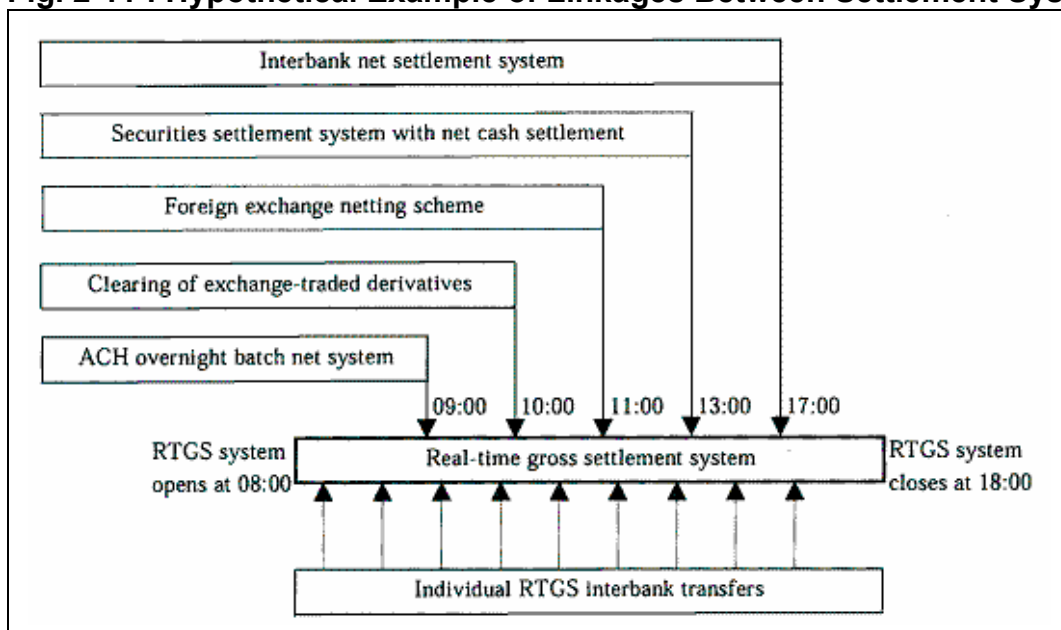 Interbank net settlement system
Securities settlement system with net cash settlement
Foreign exchange netting scheme
Clearing of exchange-traded derivatives
ACH overnight batch net system
09:00 10:00 11:00 13:00 17:00
RTGS system
opens at 08:00
Real-time gross settlement system
RTGS system
closes at 18:00
Individual RTGS interbank transfers